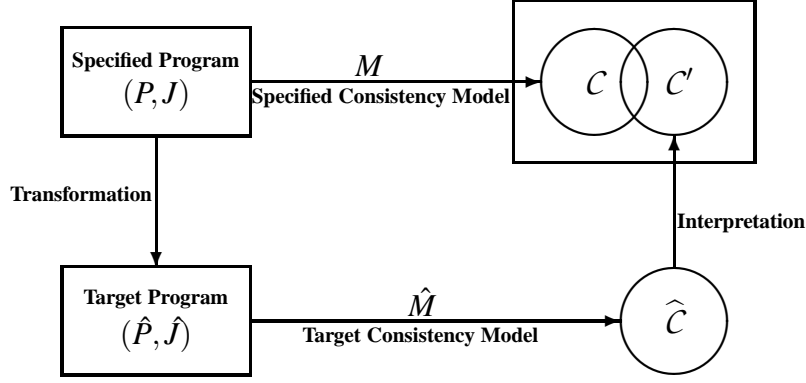 Specified Program
(P, J)
M
Specified Consistency Model
C
C′
Transformation
Interpretation
Target Program
(P̂, Ĵ)
M̂
Target Consistency Model
Ĉ